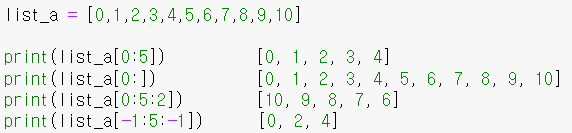 list_a = [0,1,2,3,4,5,6,7,8,9,10]
print(list_a[0:5]) [0, 1, 2, 3, 4]
print(list_a[0:]) [0, 1, 2, 3, 4, 5, 6, 7, 8, 9, 10]
print(list_a[0:5:2]) [10, 9, 8, 7, 6]
print(list_a[-1:5:-1]) [0, 2, 4]